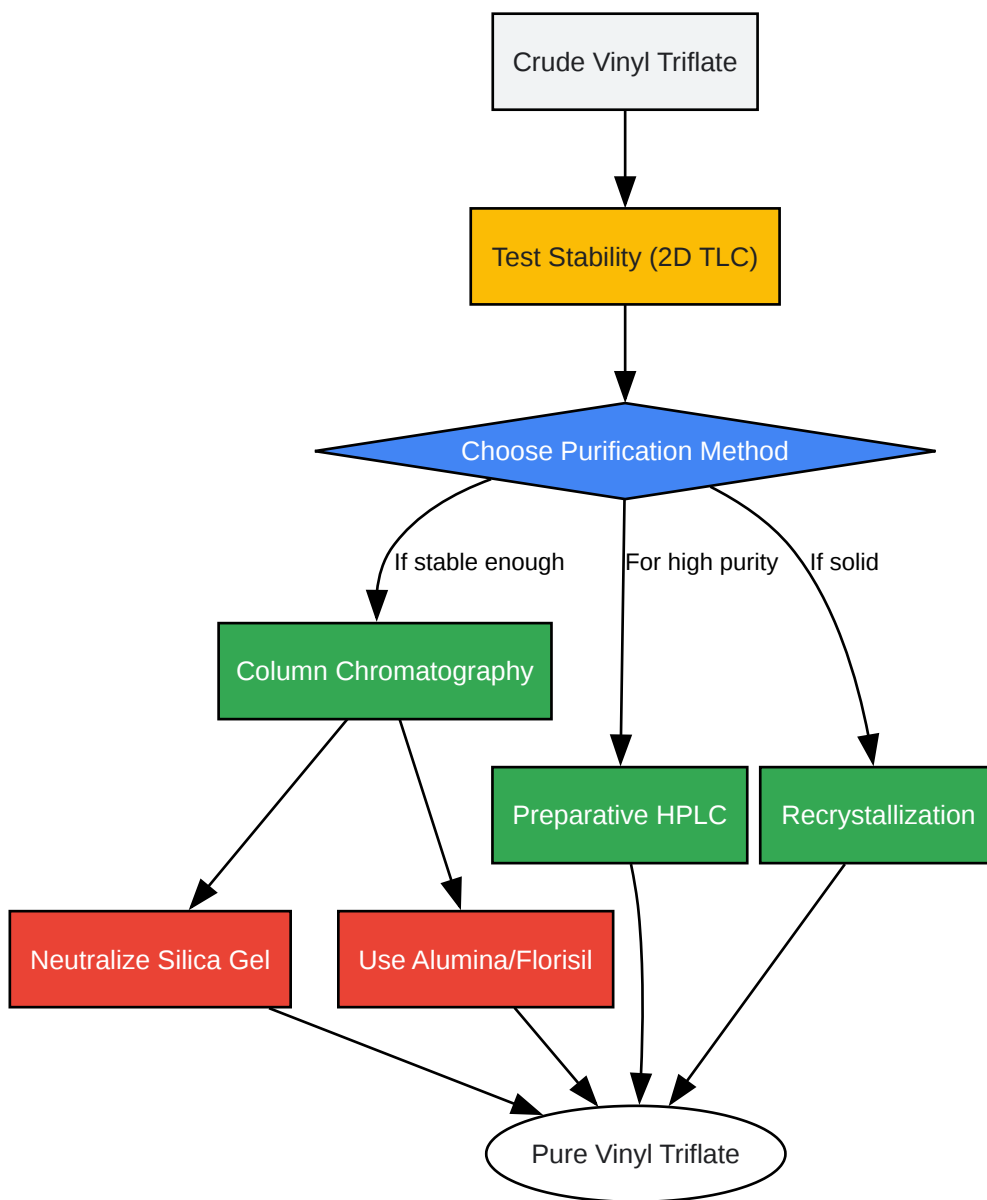 Crude Vinyl Triflate
Test Stability (2D TLC)
Choose Purification Method
If stable enough
For high purity
If solid
Column Chromatography
Preparative HPLC
Recrystallization
Neutralize Silica Gel
Use Alumina/Florisil
Pure Vinyl Triflate